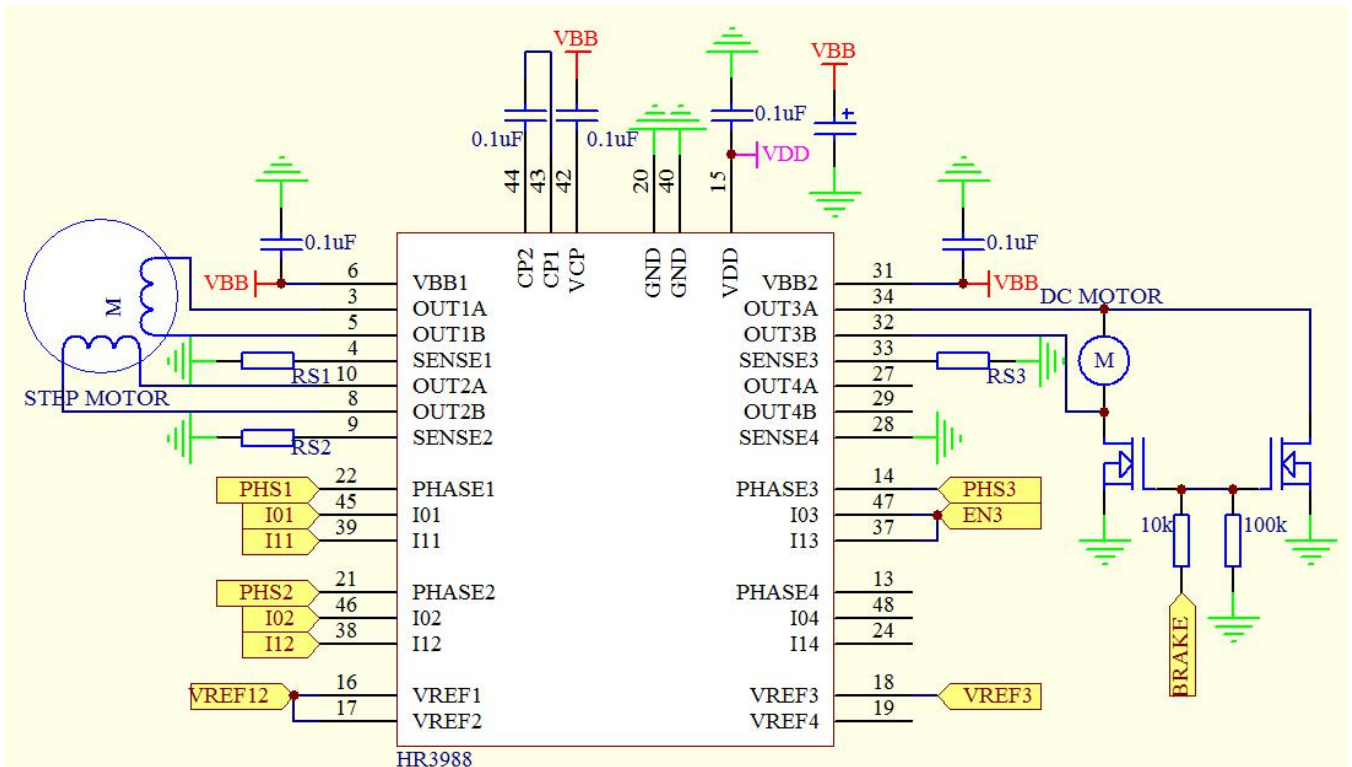 VBB
VBB
0.1uF
0.1uF
0.1uF
VDD
44
43
42
20
40
15
CP2
CP1
VCP
GND
GND
VDD
0.1uF
VBB
0.1uF
VBB
6 VBB1
3 OUT1A
5 OUT1B
4 SENSE1
RS1
10 OUT2A
8 OUT2B
9 SENSE2
RS2
M
STEP MOTOR
PHS1 22 PHASE1
I01 45 I01
I11 39 I11
PHS2 21 PHASE2
I02 46 I02
I12 38 I12
VREF12 16 VREF1
17 VREF2
VBB2 31
OUT3A 34
DC MOTOR
OUT3B 32
SENSE3 33
RS3
M
OUT4A 27
OUT4B 29
SENSE4 28
PHASE3 14 PHS3
I03 47 EN3
I13 37
10k
100k
PHASE4 13
I04 48
I14 24
BRAKE
VREF3 18 VREF3
VREF4 19
HR3988